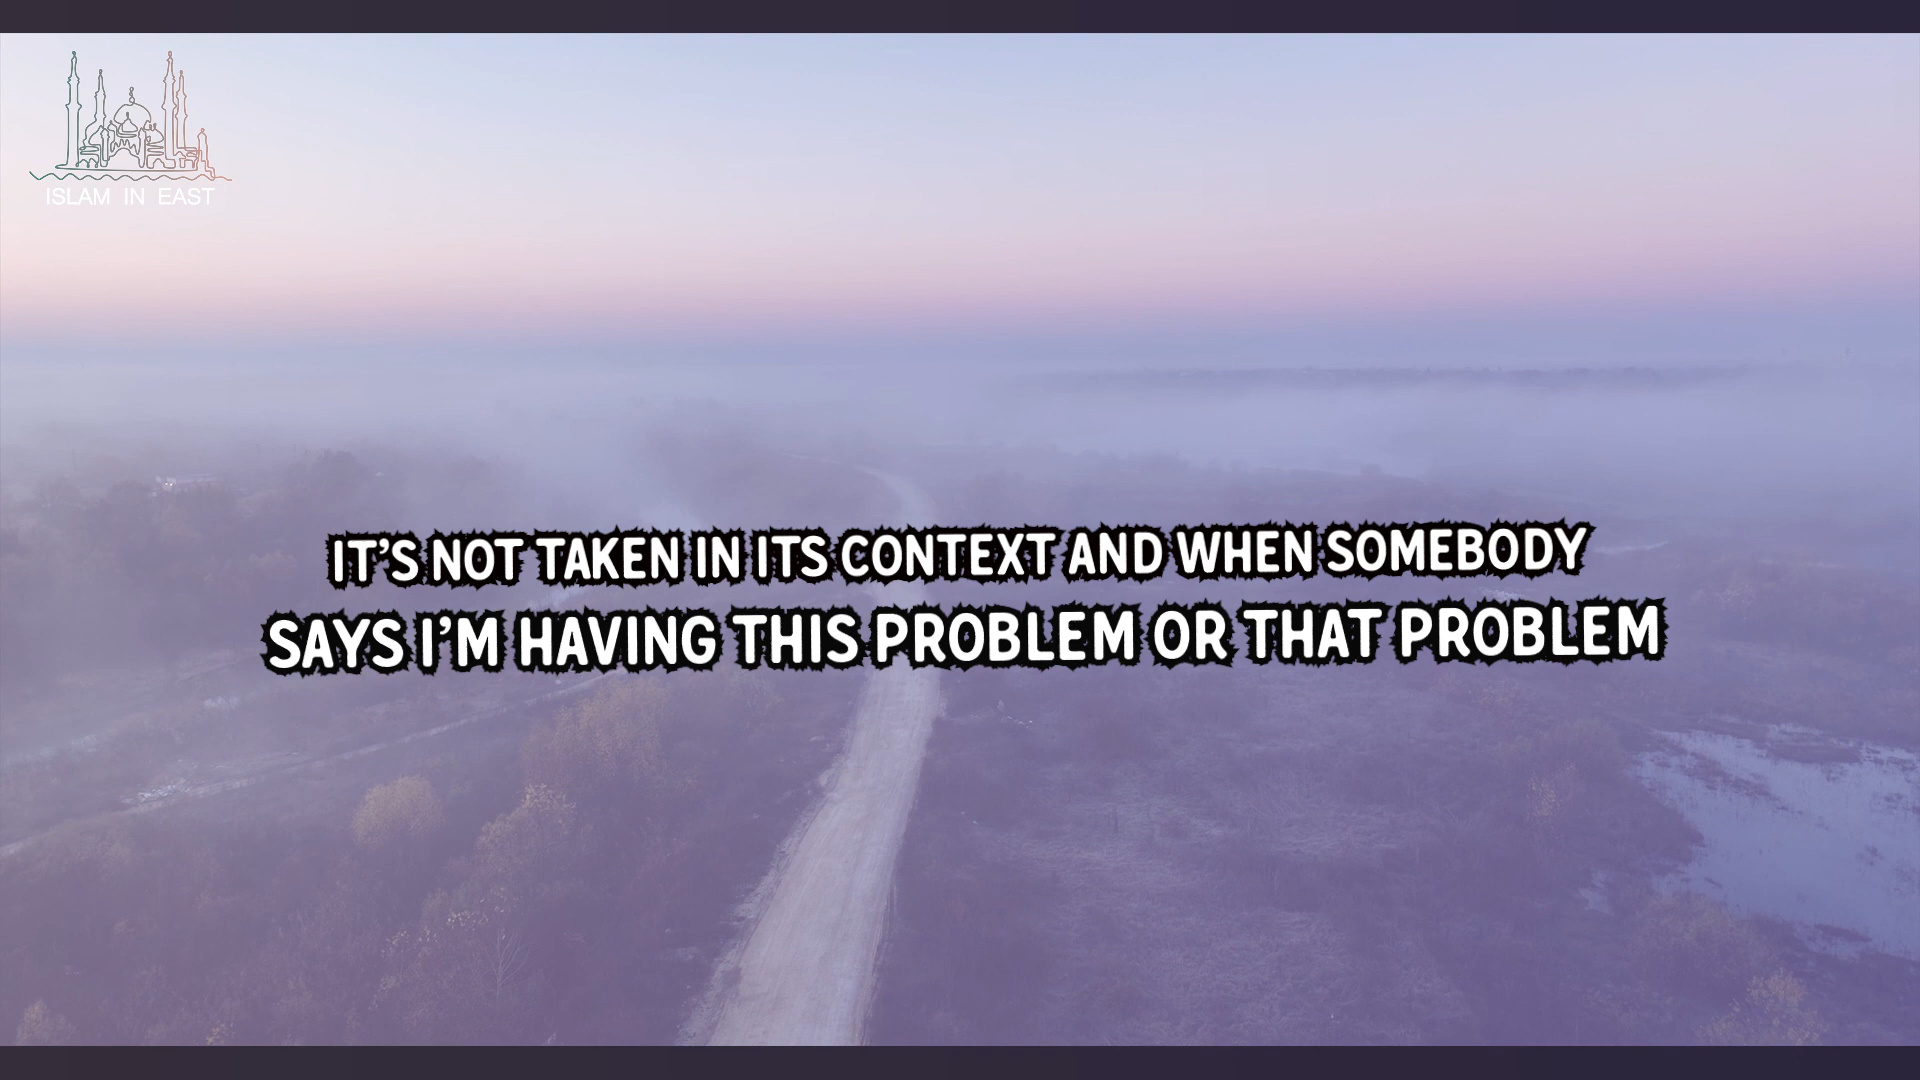 ISLAM IN EAST
IT'S NOT TAKEN IN ITS CONTEXT AND WHEN SOMEBODY
SAYS I'M HAVING THIS PROBLEM OR THAT PROBLEM